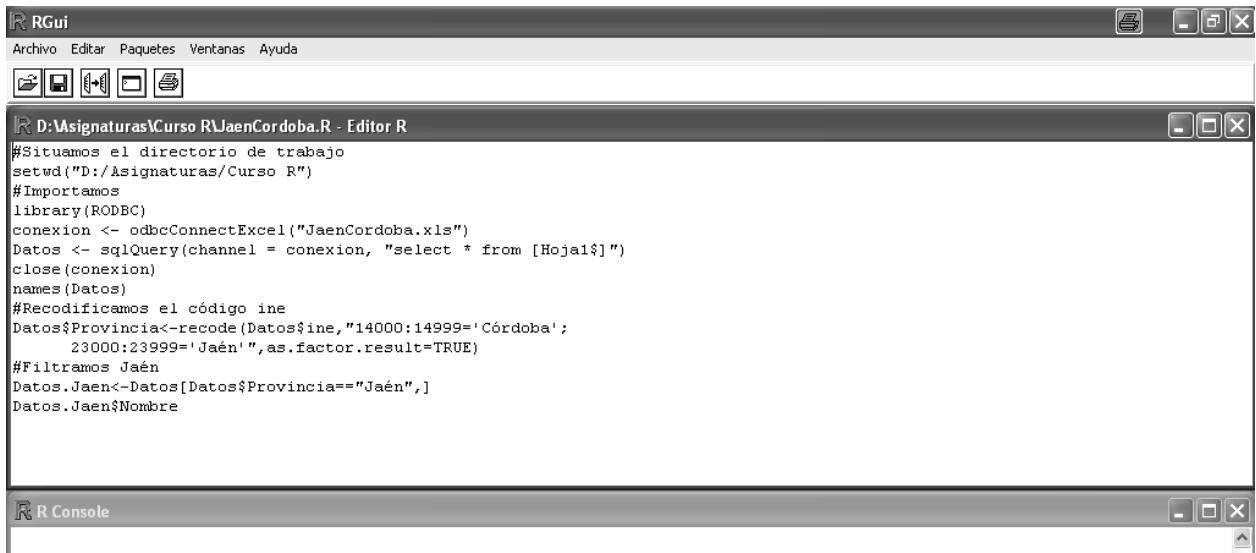 RGui
Archivo Editar Paquetes Ventanas Ayuda
D:\Asignaturas\Curso R\JaenCordoba.R - Editor R
#Situamos el directorio de trabajo
setwd("D:/Asignaturas/Curso R")
#Importamos
library(RODBC)
conexion <- odbcConnectExcel("JaenCordoba.xls")
Datos <- sqlQuery(channel = conexion, "select * from [Hoja1$]")
close(conexion)
names(Datos)
#Recodificamos el código ine
Datos$Provincia<-recode(Datos$ine,"14000:14999='Córdoba';
23000:23999='Jaén'",as.factor.result=TRUE)
#Filtramos Jaén
Datos.Jaen<-Datos[Datos$Provincia=="Jaén",]
Datos.Jaen$Nombre
R Console